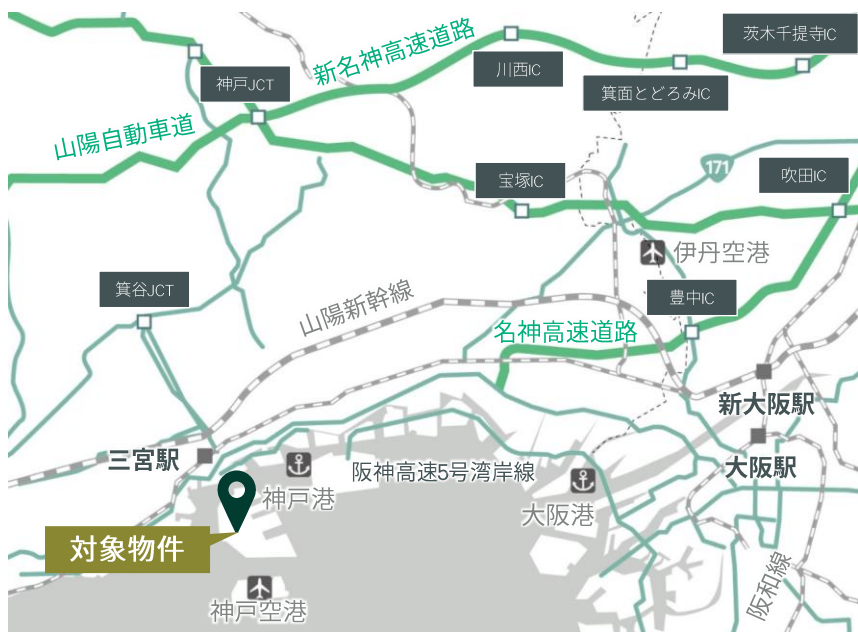 茨木千提寺IC
新名神高速道路
川西IC
神戸JCT
箕面とどろみIC
山陽自動車道
171
宝塚IC
吹田IC
伊丹空港
箕谷JCT
豊中IC
山陽新幹線
名神高速道路
新大阪駅
三宮駅
大阪駅
阪神高速5号湾岸線
神戸港
大阪港
対象物件
阪和線
神戸空港